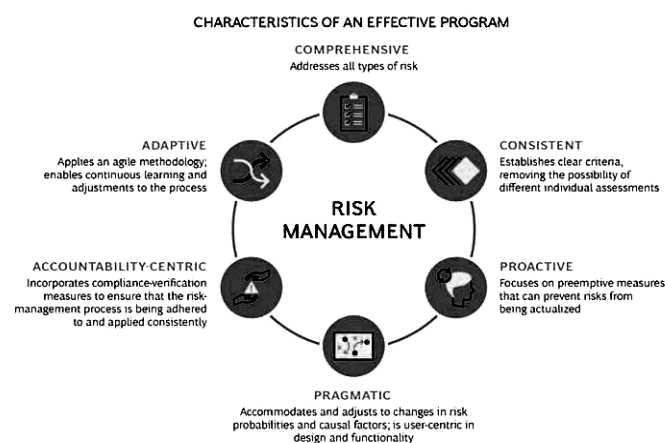 CHARACTERISTICS OF AN EFFECTIVE PROGRAM
COMPREHENSIVE
Addresses all types of risk
ADAPTIVE
Applies an agile methodology;
enables continuous learning and
adjustments to the process
CONSISTENT
Establishes clear criteria,
removing the possibility of
different individual assessments
RISK
MANAGEMENT
ACCOUNTABILITY-CENTRIC
Incorporates compliance-verification
measures to ensure that the risk-
management process is being adhered
to and applied consistently
PROACTIVE
Focuses on preemptive measures
that can prevent risks from
being actualized
PRAGMATIC
Accommodates and adjusts to changes in risk
probabilities and causal factors; is user-centric
in design and functionality